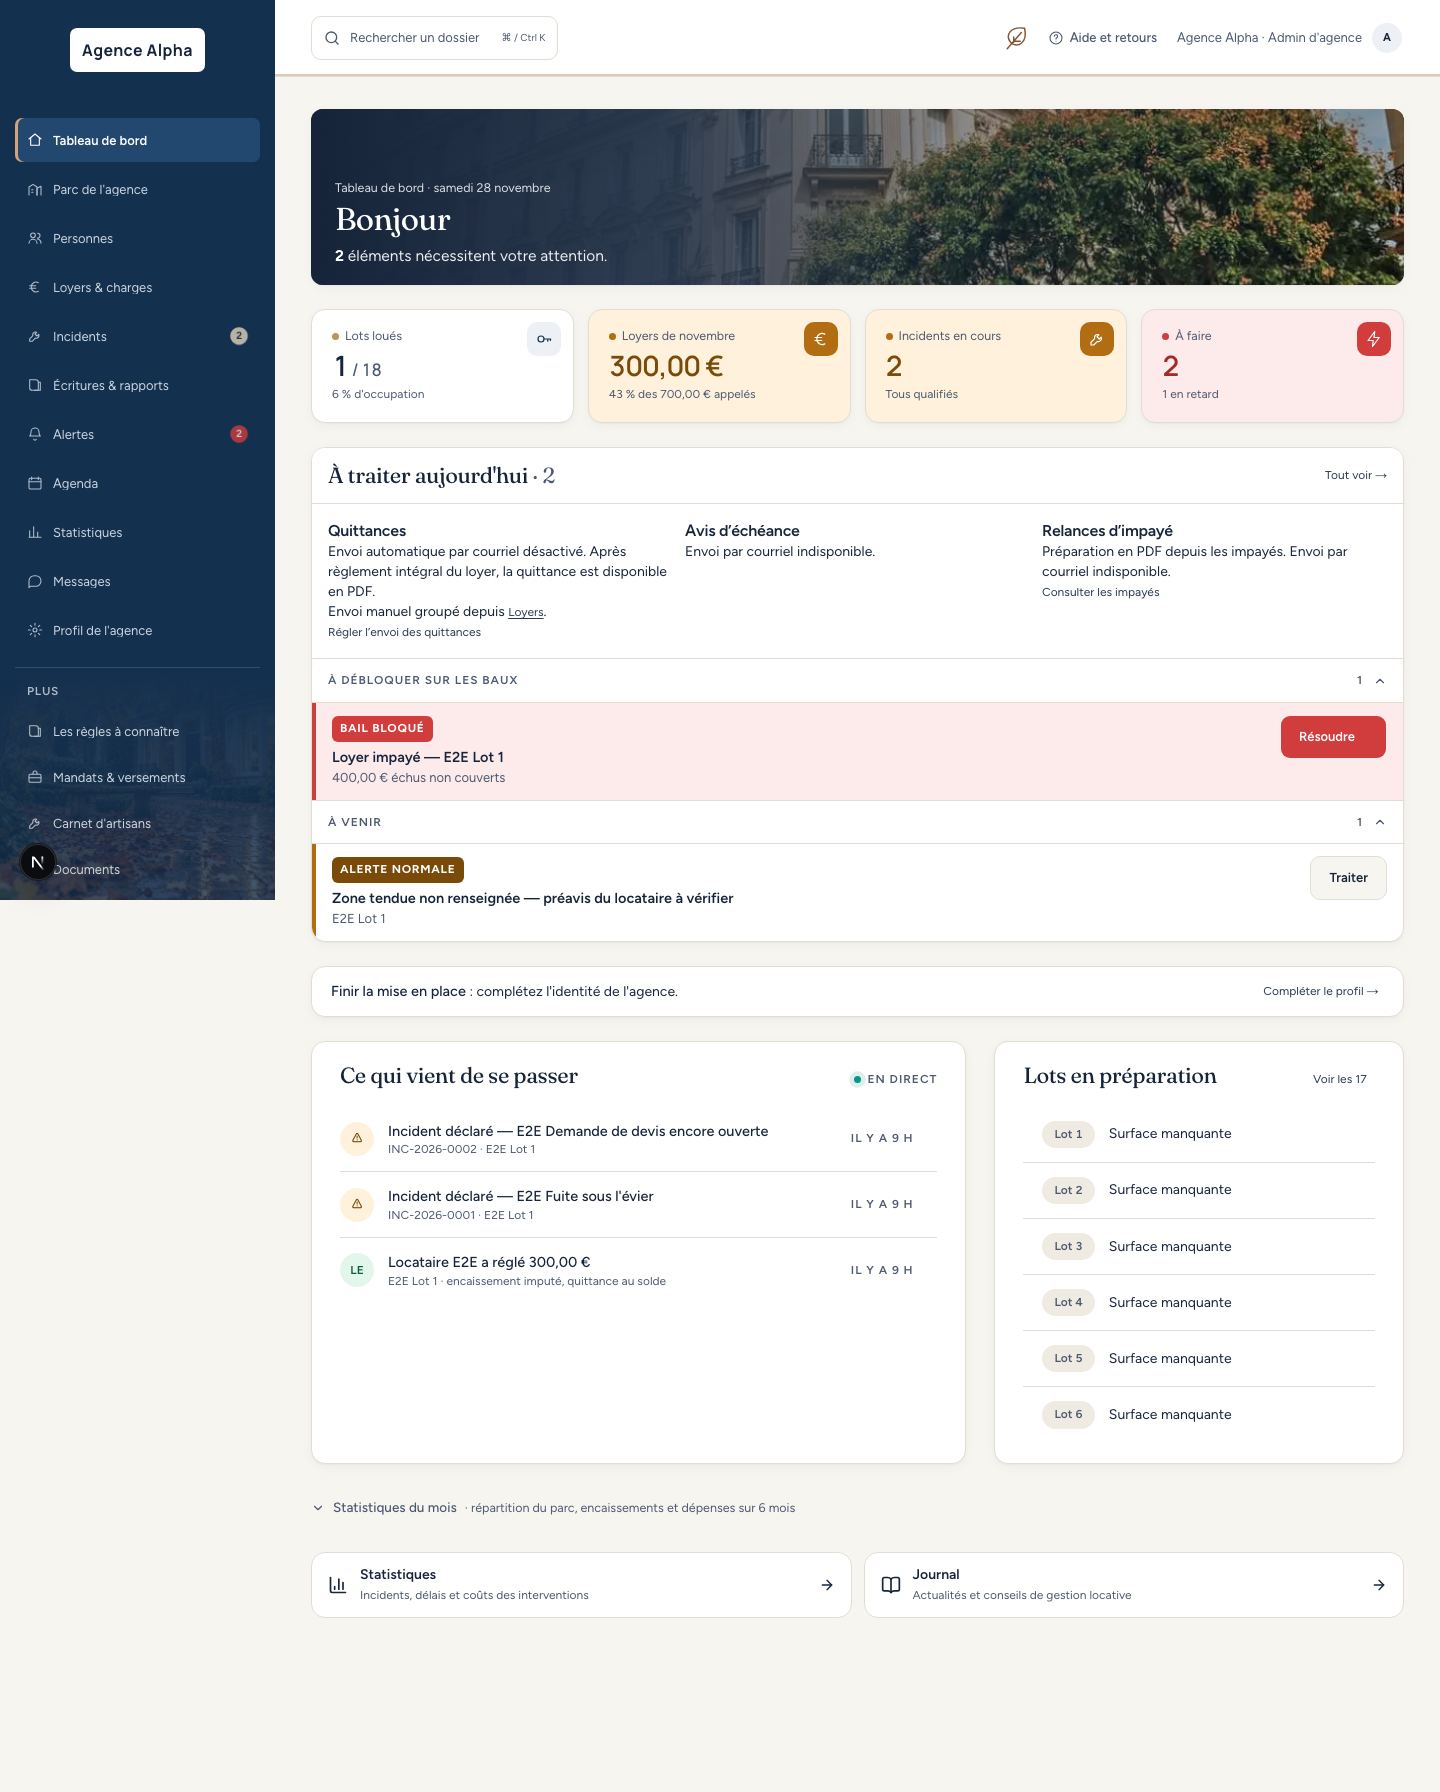 Agence Alpha
Rechercher un dossier
⌘ / Ctrl K
Aide et retours
Agence Alpha · Admin d'agence
A
Tableau de bord
Parc de l'agence
Personnes
Loyers & charges
Incidents
2
Écritures & rapports
Alertes
2
Agenda
Statistiques
Messages
Profil de l'agence
PLUS
Les règles à connaître
Mandats & versements
Carnet d'artisans
N
Documents
Tableau de bord · samedi 28 novembre
Bonjour
2 éléments nécessitent votre attention.
Lots loués
1 / 18
6 % d'occupation
Loyers de novembre
300,00 €
43 % des 700,00 € appelés
Incidents en cours
2
Tous qualifiés
À faire
2
1 en retard
À traiter aujourd'hui · 2
Tout voir →
Quittances
Envoi automatique par courriel désactivé. Après
règlement intégral du loyer, la quittance est disponible
en PDF.
Envoi manuel groupé depuis Loyers.
Régler l’envoi des quittances
Avis d’échéance
Envoi par courriel indisponible.
Relances d’impayé
Préparation en PDF depuis les impayés. Envoi par
courriel indisponible.
Consulter les impayés
À DÉBLOQUER SUR LES BAUX
1
BAIL BLOQUÉ
Loyer impayé — E2E Lot 1
400,00 € échus non couverts
Résoudre
À VENIR
1
ALERTE NORMALE
Zone tendue non renseignée — préavis du locataire à vérifier
E2E Lot 1
Traiter
Finir la mise en place : complétez l'identité de l'agence.
Compléter le profil →
Ce qui vient de se passer
EN DIRECT
Incident déclaré — E2E Demande de devis encore ouverte
INC-2026-0002 · E2E Lot 1
IL Y A 9 H
Incident déclaré — E2E Fuite sous l'évier
INC-2026-0001 · E2E Lot 1
IL Y A 9 H
LE
Locataire E2E a réglé 300,00 €
E2E Lot 1 · encaissement imputé, quittance au solde
IL Y A 9 H
Lots en préparation
Voir les 17
Lot 1 Surface manquante
Lot 2 Surface manquante
Lot 3 Surface manquante
Lot 4 Surface manquante
Lot 5 Surface manquante
Lot 6 Surface manquante
Statistiques du mois · répartition du parc, encaissements et dépenses sur 6 mois
Statistiques
Incidents, délais et coûts des interventions
→
Journal
Actualités et conseils de gestion locative
→